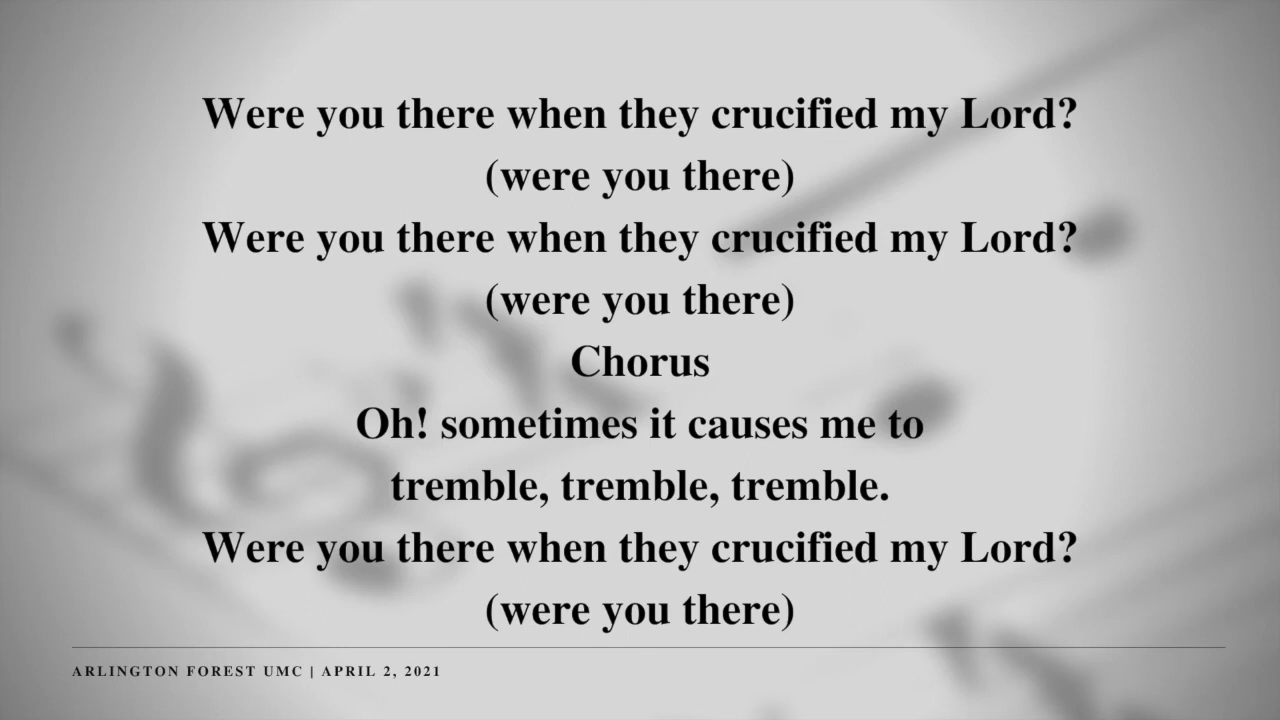 Were you there when they crucified my Lord?
(were you there)
Were you there when they crucified my Lord?
(were you there)
Chorus
Oh! sometimes it causes me to
tremble, tremble, tremble.
Were you there when they crucified my Lord?
(were you there)
ARLINGTON FOREST UMC | APRIL 2, 2021